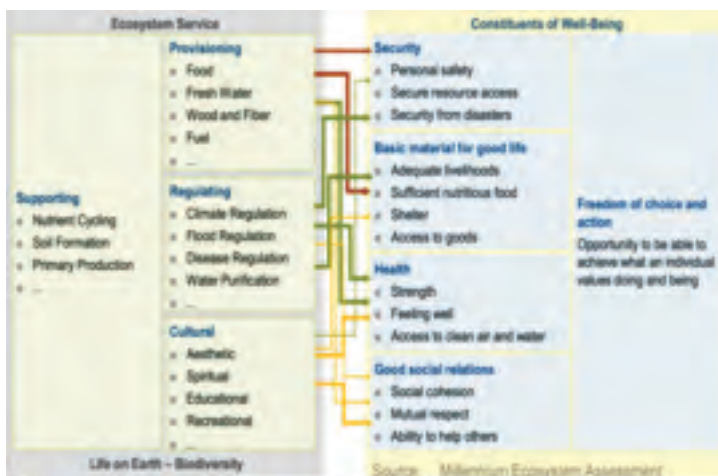 Ecosystem Service
Constituents of Well-Being
Supporting
Nutrient Cycling
Soil Formation
Primary Production
...
Provisioning
Food
Fresh Water
Wood and Fiber
Fuel
...
Regulating
Climate Regulation
Flood Regulation
Disease Regulation
Water Purification
...
Cultural
Aesthetic
Spiritual
Educational
Recreational
...
Life on Earth – Biodiversity
Security
Personal safety
Secure resource access
Security from disasters
Basic material for good life
Adequate livelihoods
Sufficient nutritious food
Shelter
Access to goods
Health
Strength
Feeling well
Access to clean air and water
Good social relations
Social cohesion
Mutual respect
Ability to help others
Freedom of choice and
action
Opportunity to be able to
achieve what an individual
values doing and being
Source: Millennium Ecosystem Assessment